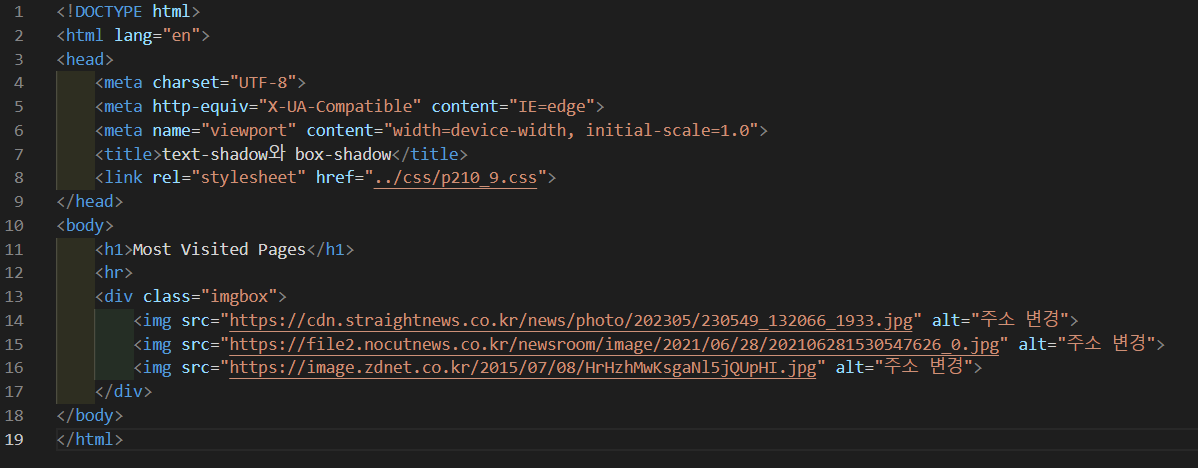 1 <!DOCTYPE html>
2 <html lang="en">
3 <head>
4     <meta charset="UTF-8">
5     <meta http-equiv="X-UA-Compatible" content="IE=edge">
6     <meta name="viewport" content="width=device-width, initial-scale=1.0">
7     <title>text-shadow와 box-shadow</title>
8     <link rel="stylesheet" href="../css/p210_9.css">
9 </head>
10 <body>
11     <h1>Most Visited Pages</h1>
12     <hr>
13     <div class="imgbox">
14         <img src="https://cdn.straightnews.co.kr/news/photo/202305/230549_132066_1933.jpg" alt="주소 변경">
15         <img src="https://file2.nocutnews.co.kr/newsroom/image/2021/06/28/202106281530547626_0.jpg" alt="주소 변경">
16         <img src="https://image.zdnet.co.kr/2015/07/08/HrHzhMwKsgaNl5jQUpHI.jpg" alt="주소 변경">
17     </div>
18 </body>
19 </html>